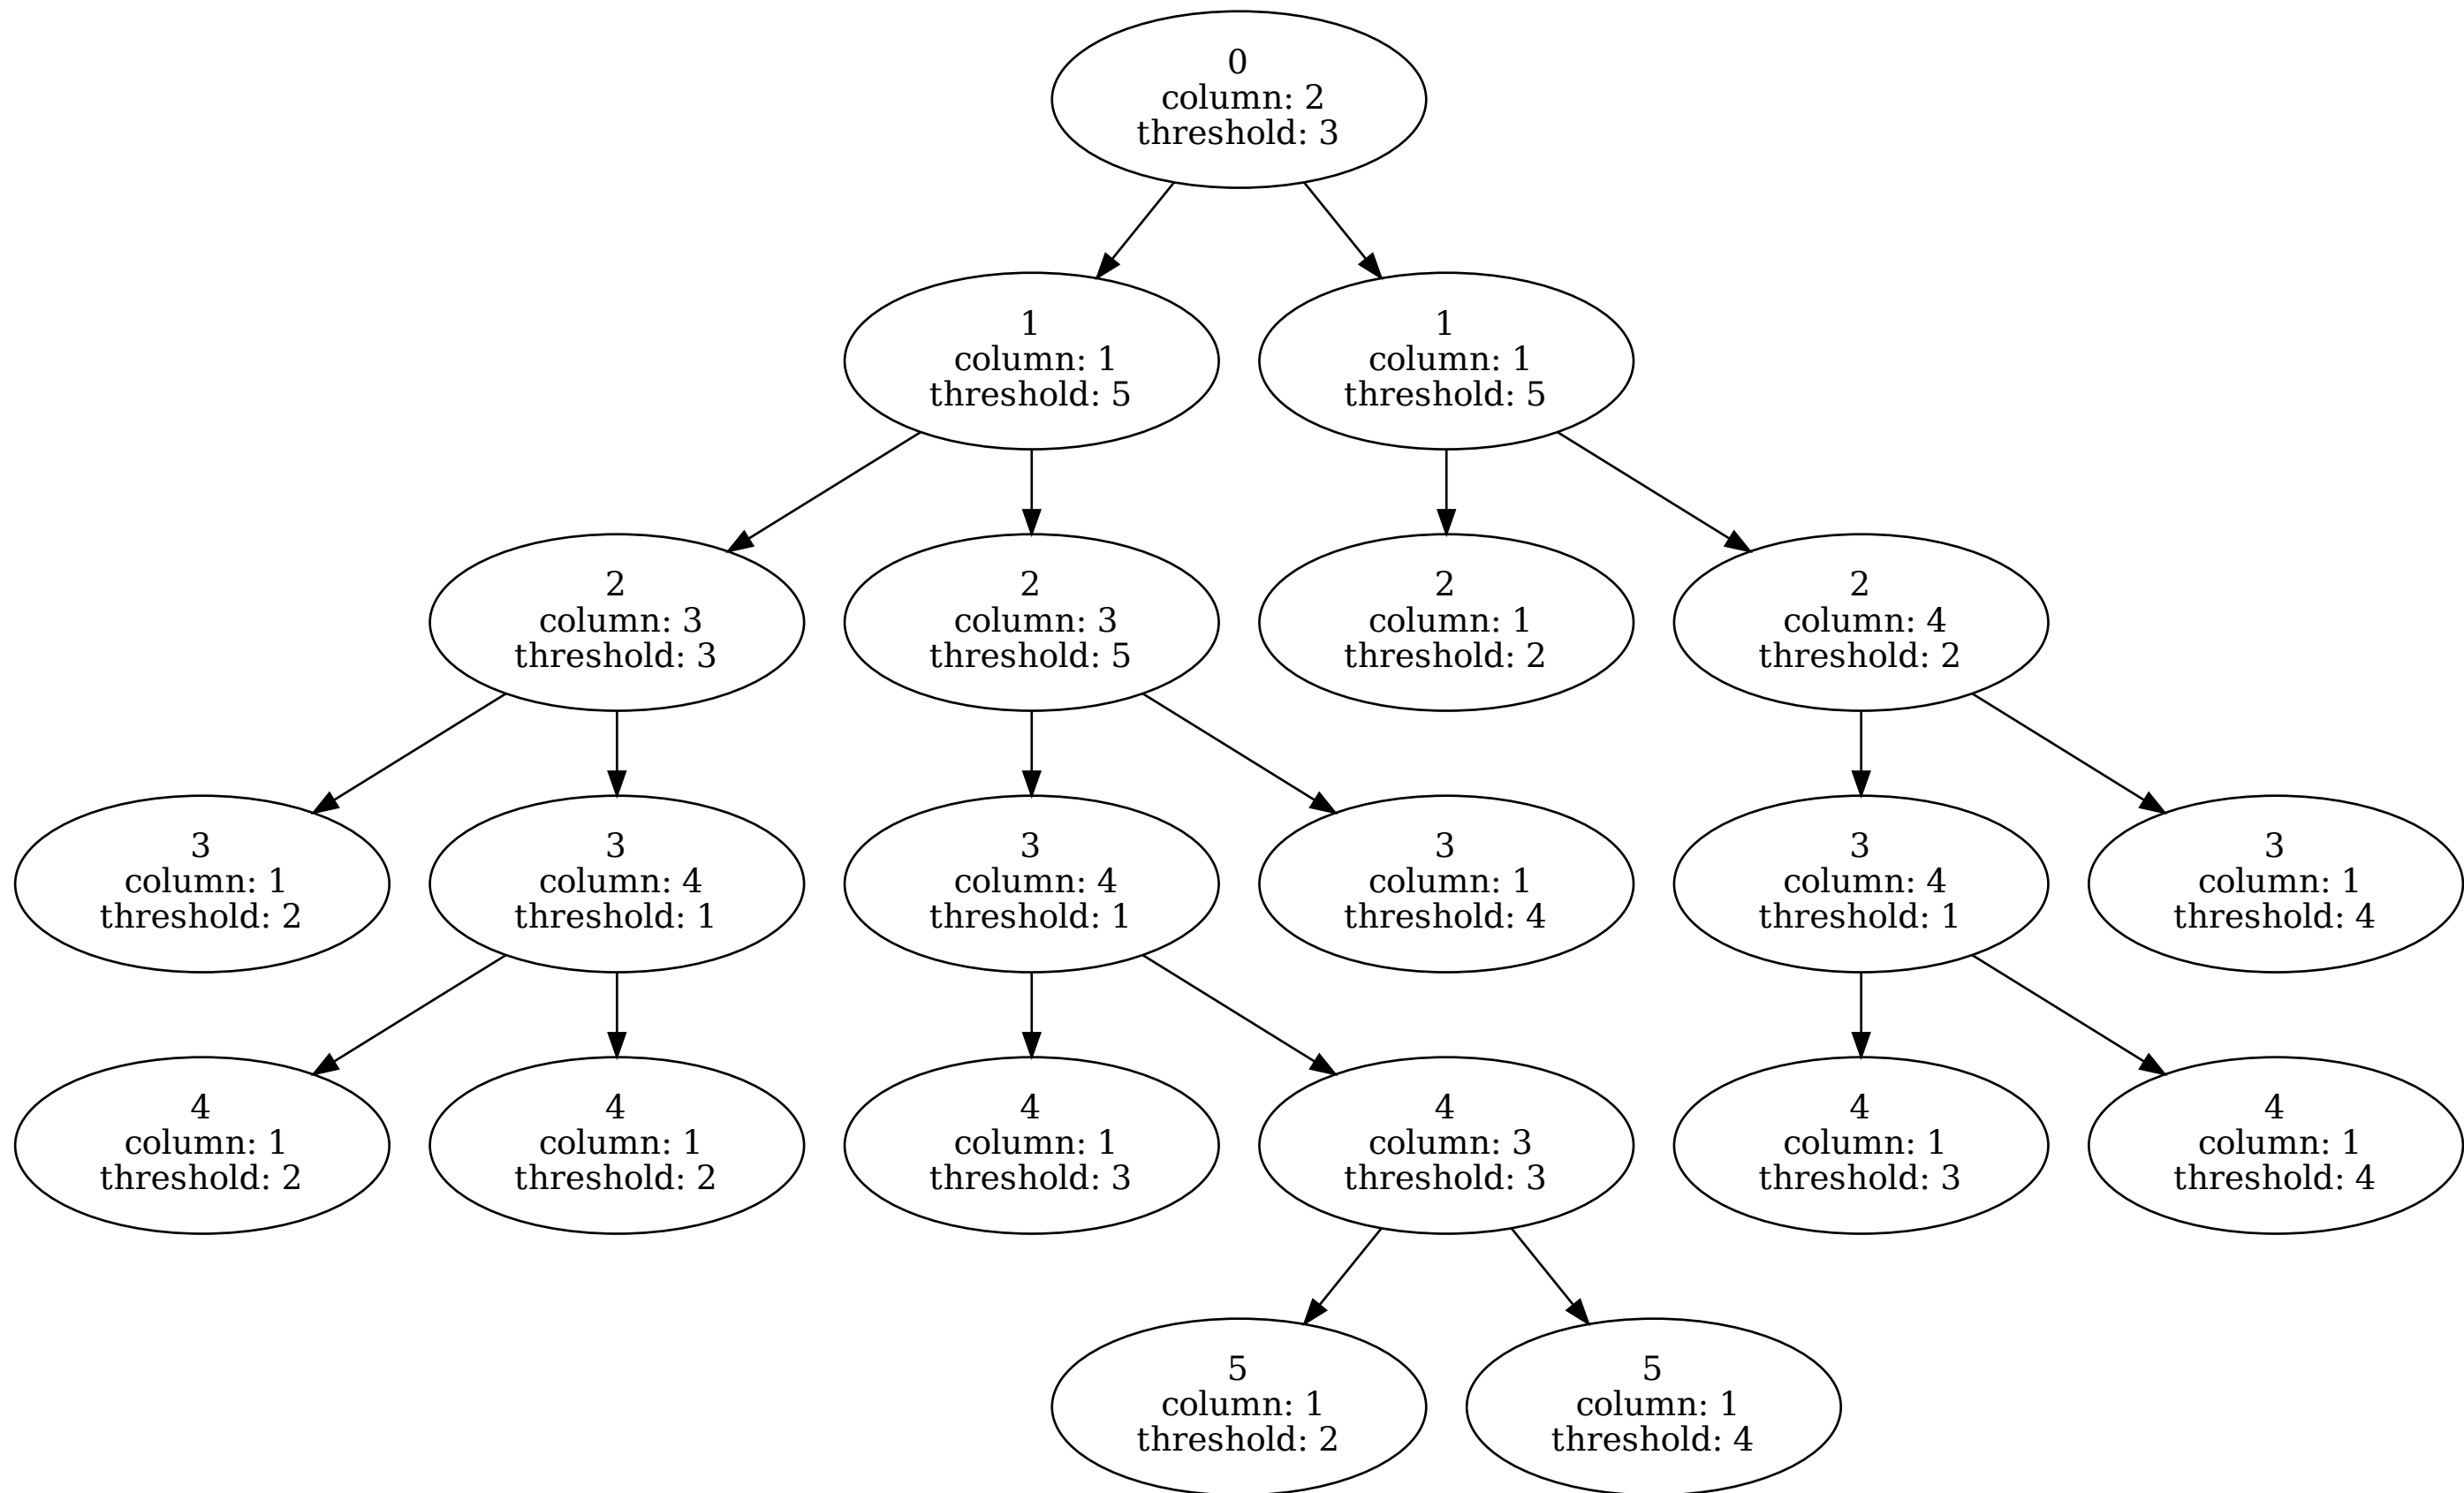 0
column: 2
threshold: 3
1
column: 1
threshold: 5
1
column: 1
threshold: 5
2
column: 3
threshold: 3
2
column: 3
threshold: 5
2
column: 1
threshold: 2
2
column: 4
threshold: 2
3
column: 1
threshold: 2
3
column: 4
threshold: 1
3
column: 4
threshold: 1
3
column: 1
threshold: 4
3
column: 4
threshold: 1
3
column: 1
threshold: 4
4
column: 1
threshold: 2
4
column: 1
threshold: 2
4
column: 1
threshold: 3
4
column: 3
threshold: 3
4
column: 1
threshold: 3
4
column: 1
threshold: 4
5
column: 1
threshold: 2
5
column: 1
threshold: 4